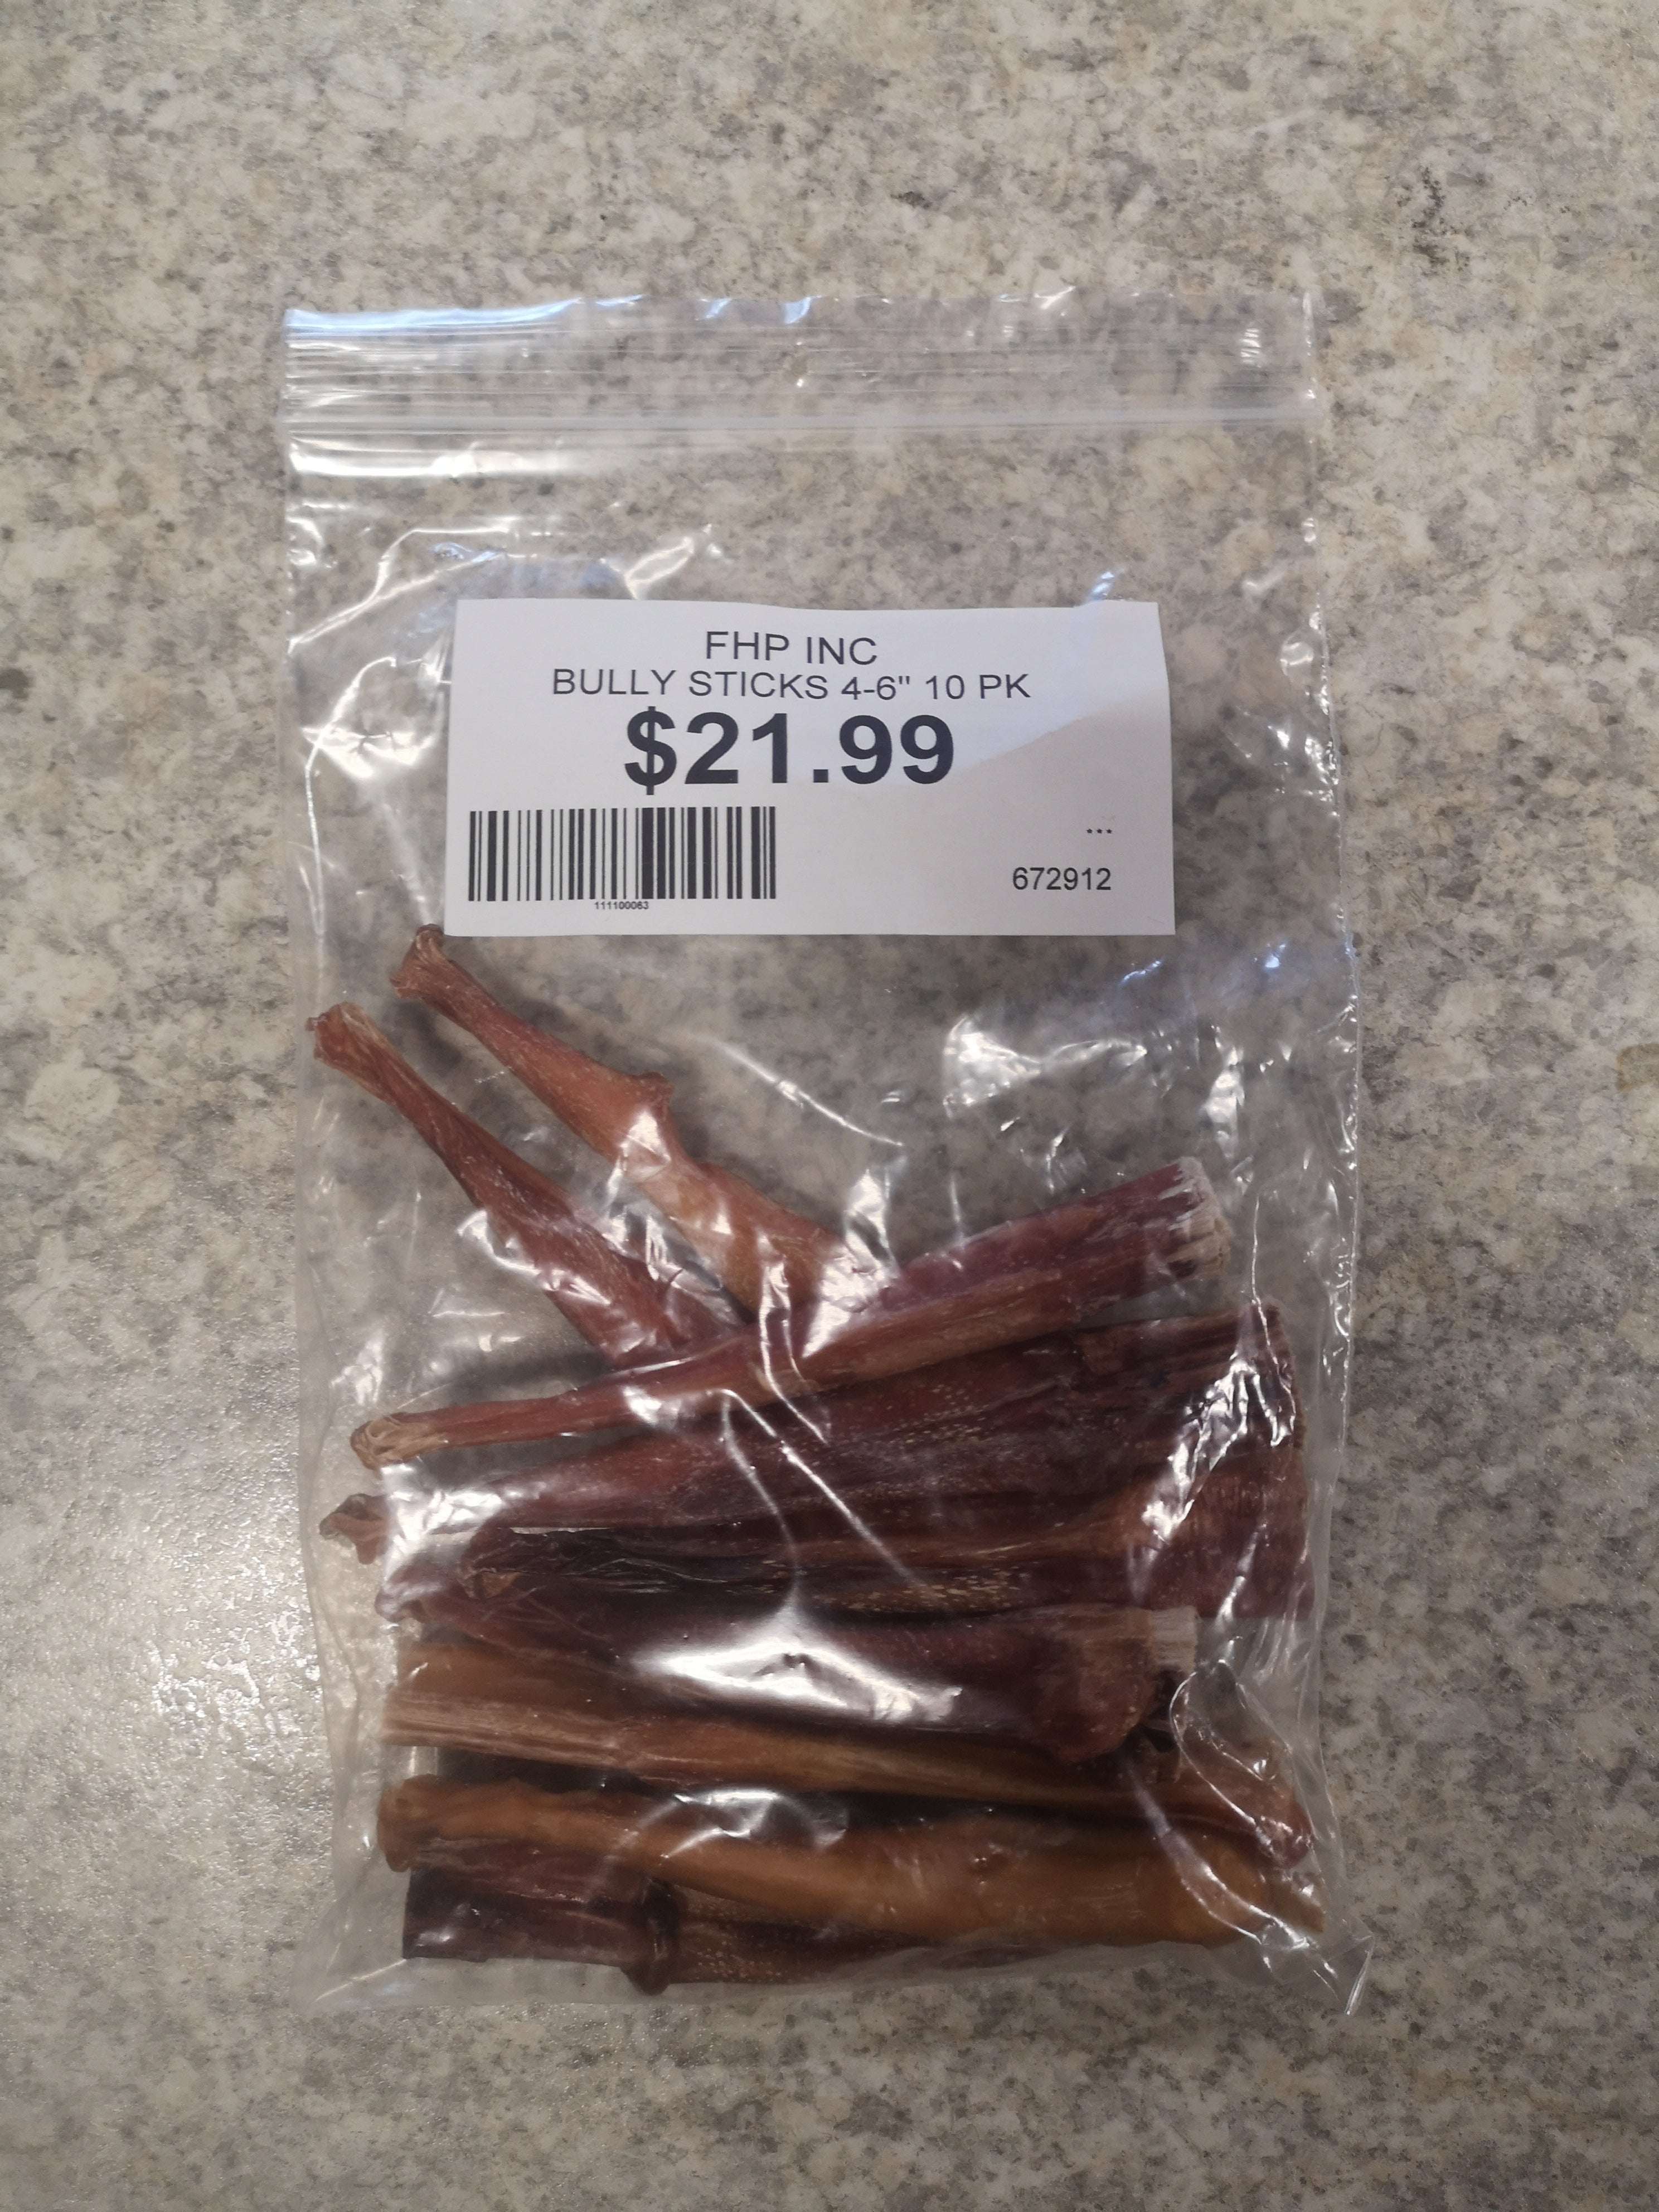 FHP INC
BULLY STICKS 4-6" 10 PK
$21.99
...
672912
111100063